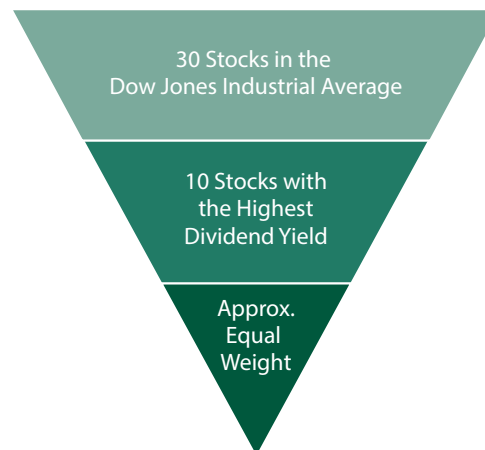 30 Stocks in the
Dow Jones Industrial Average
10 Stocks with
the Highest
Dividend Yield
Approx.
Equal
Weight